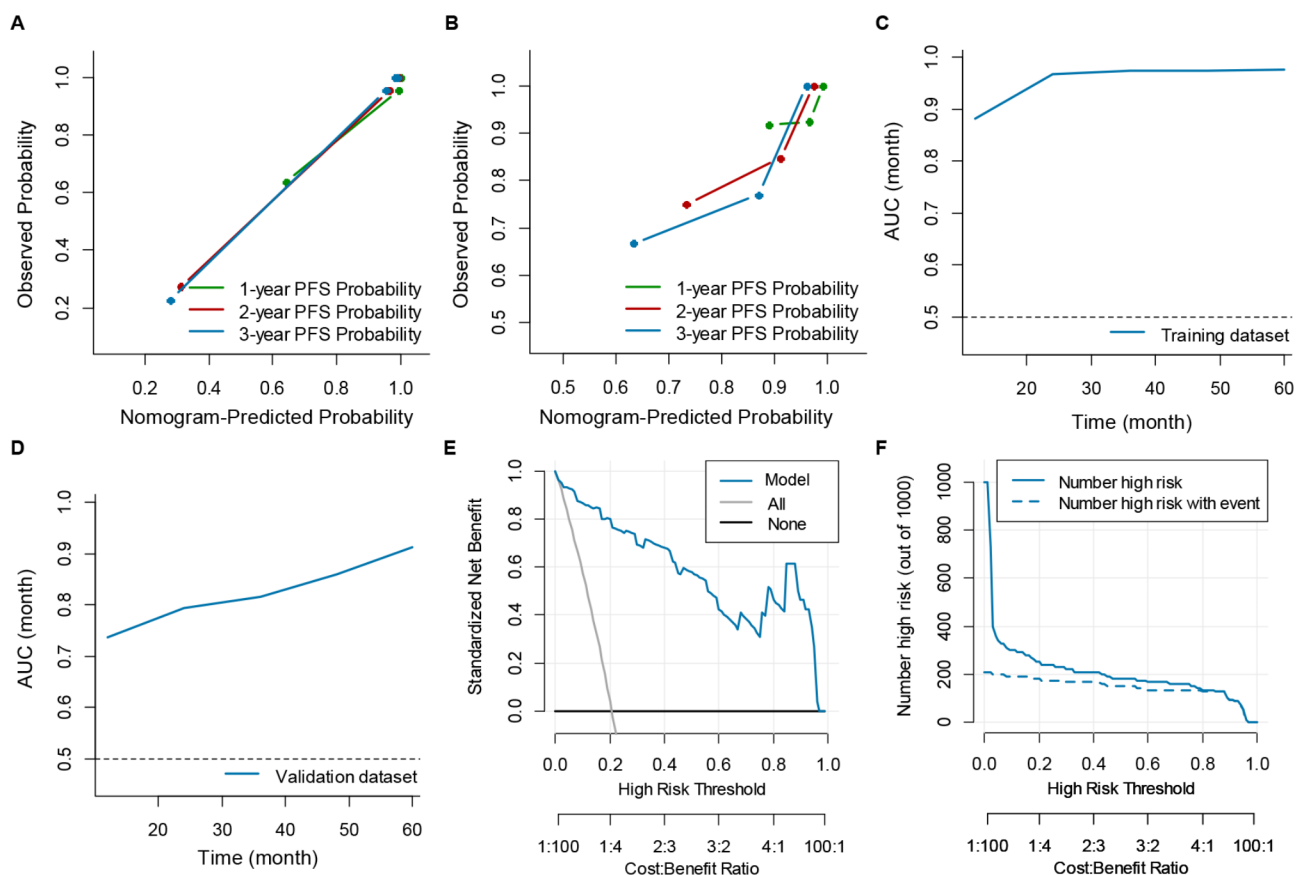 A
Observed Probability
1.0
0.8
0.6
0.4
0.2
1-year PFS Probability
2-year PFS Probability
3-year PFS Probability
0.2 0.4 0.6 0.8 1.0
Nomogram-Predicted Probability
B
Observed Probability
1.0
0.9
0.8
0.7
0.6
0.5
1-year PFS Probability
2-year PFS Probability
3-year PFS Probability
0.5 0.6 0.7 0.8 0.9 1.0
Nomogram-Predicted Probability
C
AUC (month)
1.0
0.9
0.8
0.7
0.6
0.5
Training dataset
20 30 40 50 60
Time (month)
D
AUC (month)
1.0
0.9
0.8
0.7
0.6
0.5
Validation dataset
20 30 40 50 60
Time (month)
E
Standardized Net Benefit
1.0
0.8
0.6
0.4
0.2
0.0
Model
All
None
0.0 0.2 0.4 0.6 0.8 1.0
High Risk Threshold
1:100 1:4 2:3 3:2 4:1 100:1
Cost:Benefit Ratio
F
Number high risk (out of 1000)
1000
800
600
400
200
0
Number high risk
Number high risk with event
0.0 0.2 0.4 0.6 0.8 1.0
High Risk Threshold
1:100 1:4 2:3 3:2 4:1 100:1
Cost:Benefit Ratio